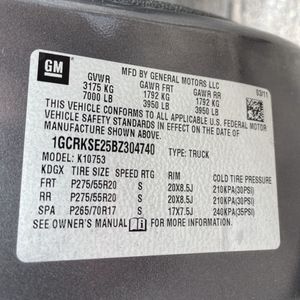 GM
MFD BY GENERAL MOTORS LLC
GVWR GAWR FRT GAWR RR 03/11
3175 KG 1792 KG 1792 KG
7000 LB 3950 LB 3950 LB
THIS VEHICLE CONFORMS TO ALL APPLICABLE U.S. FEDERAL MOTOR
VEHICLE SAFETY STANDARDS IN EFFECT ON THE DATE OF
MANUFACTURE SHOWN ABOVE.
1GCRKSE25BZ304740 TYPE: TRUCK
MODEL: K10753
KDGX TIRE SIZE SPEED RTG RIM COLD TIRE PRESSURE
FRT P275/55R20 S 20X8.5J 210KPA(30PSI)
RR P275/55R20 S 20X8.5J 210KPA(30PSI)
SPA P265/70R17 S 17X7.5J 240KPA(35PSI)
SEE OWNER'S MANUAL FOR MORE INFORMATION.